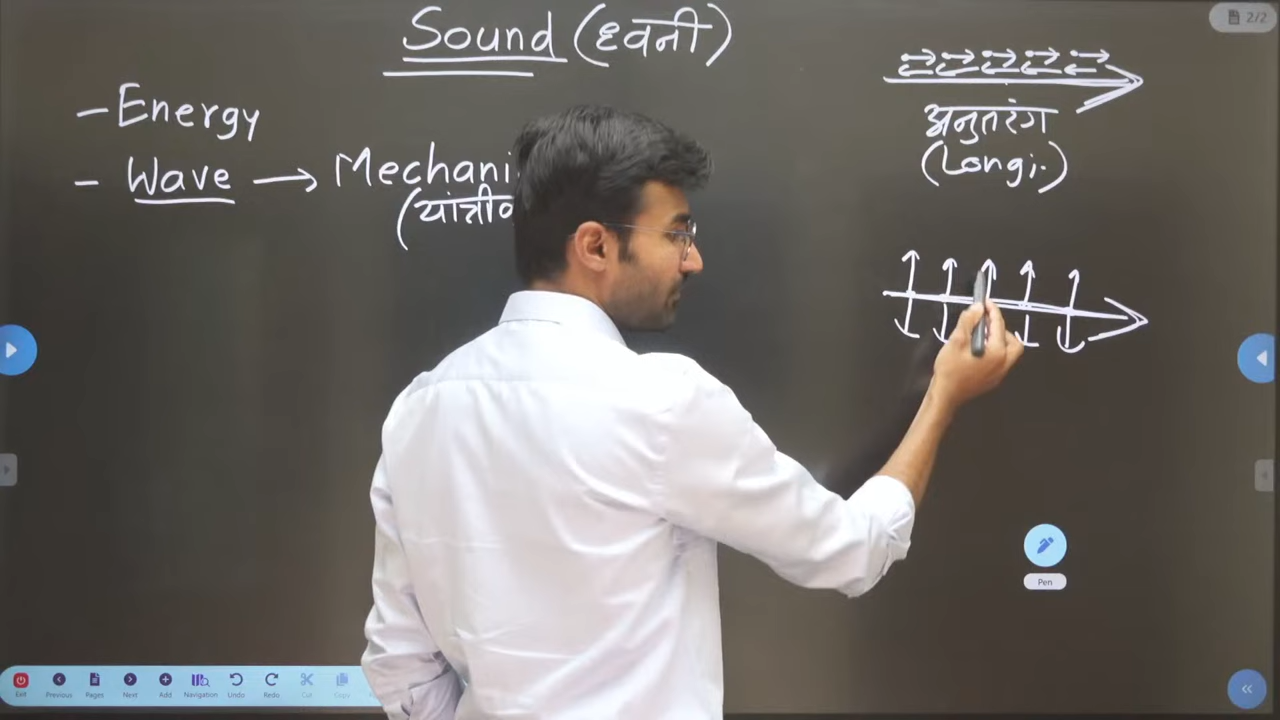 Sound (ध्वनी)
- Energy
- Wave → Mechani
(यांत्रीक
अनुतरंग
(Longi.)
2/2
Pen
Exit
Previous
Pages
Next
Add
Navigation
Undo
Redo
Cut
Copy